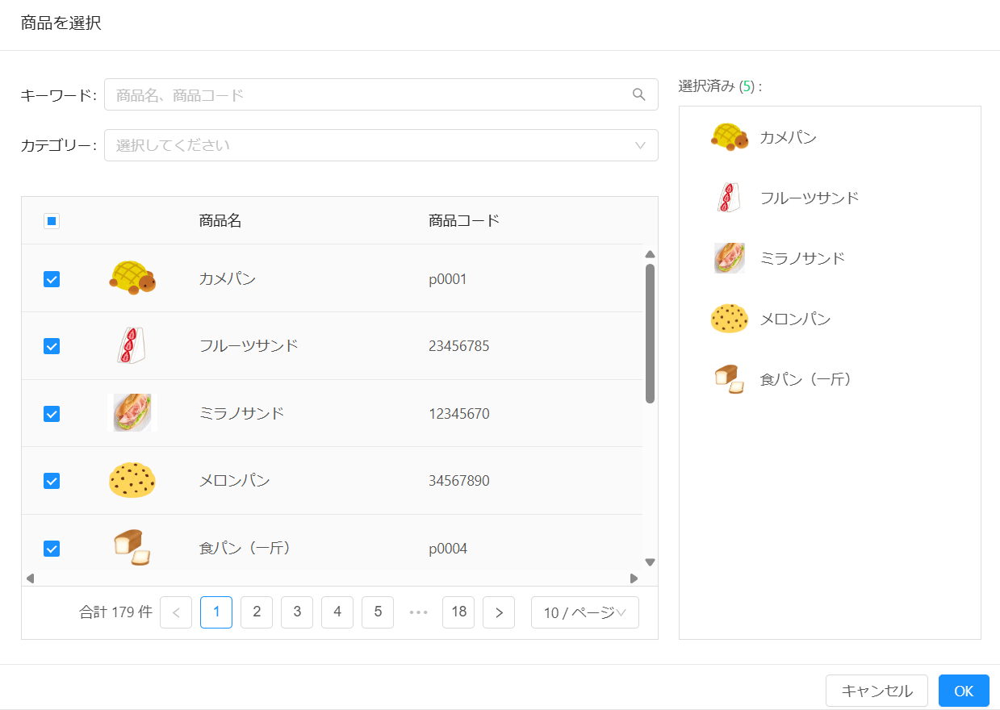 商品を選択
キーワード:
商品名、商品コード
カテゴリー:
選択してください
商品名 商品コード
カメパン p0001
フルーツサンド 23456785
ミラノサンド 12345670
メロンパン 34567890
食パン（一斤） p0004
合計 179 件 < 1 2 3 4 5 ••• 18 > 10 / ページ
選択済み (5) :
カメパン
フルーツサンド
ミラノサンド
メロンパン
食パン（一斤）
キャンセル OK